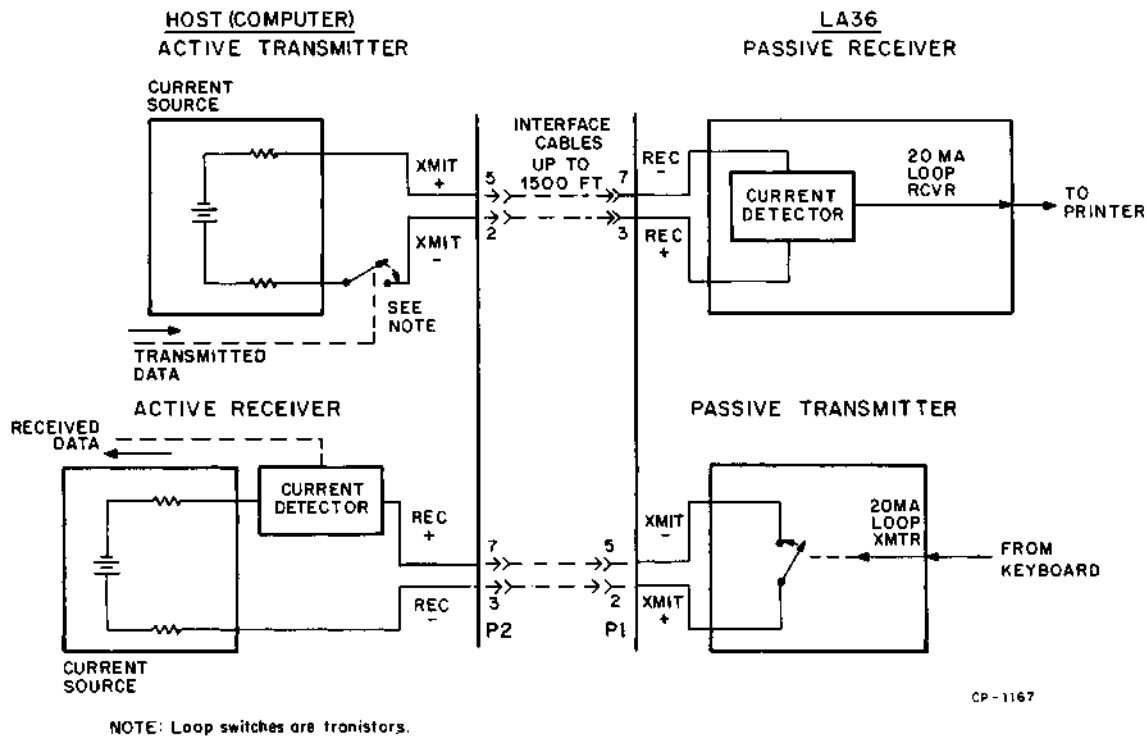 HOST (COMPUTER)
ACTIVE TRANSMITTER
LA36
PASSIVE RECEIVER
CURRENT
SOURCE
XMIT
+
XMIT
-
SEE
NOTE
TRANSMITTED
DATA
5
2
INTERFACE
CABLES
UP TO
1500 FT
7
3
REC
-
REC
+
CURRENT
DETECTOR
20 MA
LOOP
RCVR
TO
PRINTER
ACTIVE RECEIVER
RECEIVED
DATA
CURRENT
DETECTOR
REC
+
REC
-
CURRENT
SOURCE
7
3
P2
5
2
P1
PASSIVE TRANSMITTER
XMIT
-
XMIT
+
20MA
LOOP
XMTR
FROM
KEYBOARD
CP-1167
NOTE: Loop switches are tronistors.